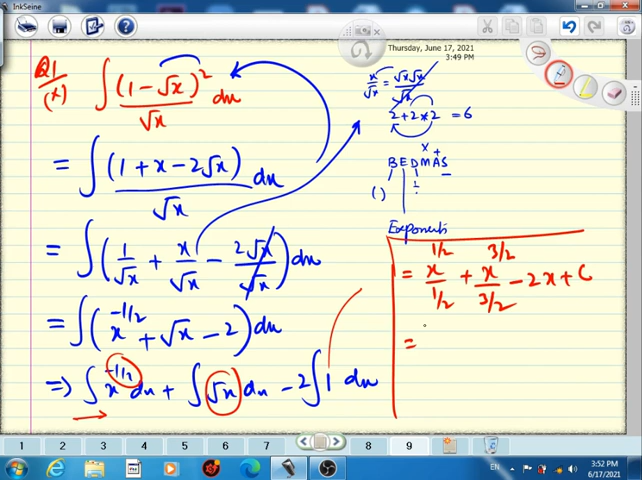 InkSeine
Thursday, June 17, 2021
3:49 PM
Q1
(x)
∫ (1 - √x)² / √x dx
= ∫ (1 + x - 2√x) / √x dx
= ∫ (1/√x + x/√x - 2√x/√x) dx
= ∫ (x^(-1/2) + √x - 2) dx
⇒ ∫ x^(-1/2) dx + ∫ √x dx - 2∫ 1 dx
x/√x = √x√x/√x
2 + 2 * 2 = 6
x +
B E D M A S
( ) ÷ -
Exponents
= x^(1/2) / 1/2 + x^(3/2) / 3/2 - 2x + C
=
1 2 3 4 5 6 7 8 9
EN
3:52 PM
6/17/2021